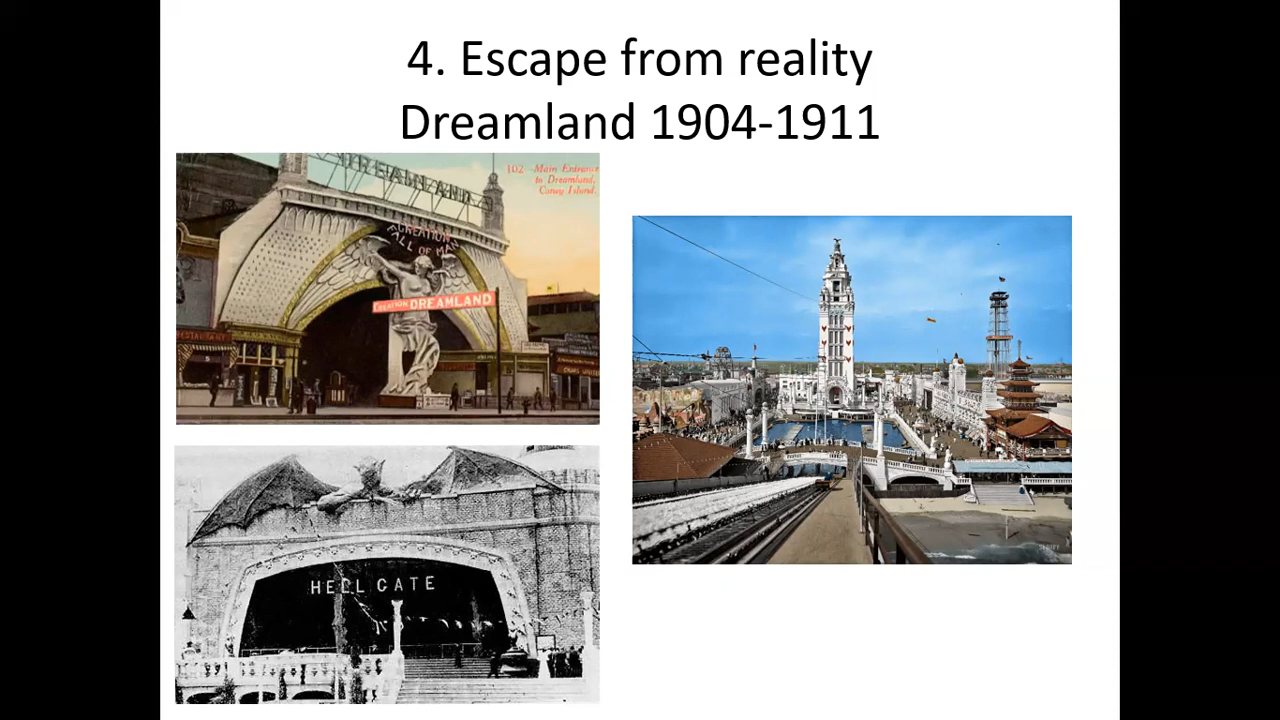 4. Escape from reality
Dreamland 1904-1911
DREAMLAND
102 Main Entrance
to Dreamland,
Coney Island.
CREATION
FALL OF MAN
CREATION DREAMLAND
RESTAURANT
HELL GATE